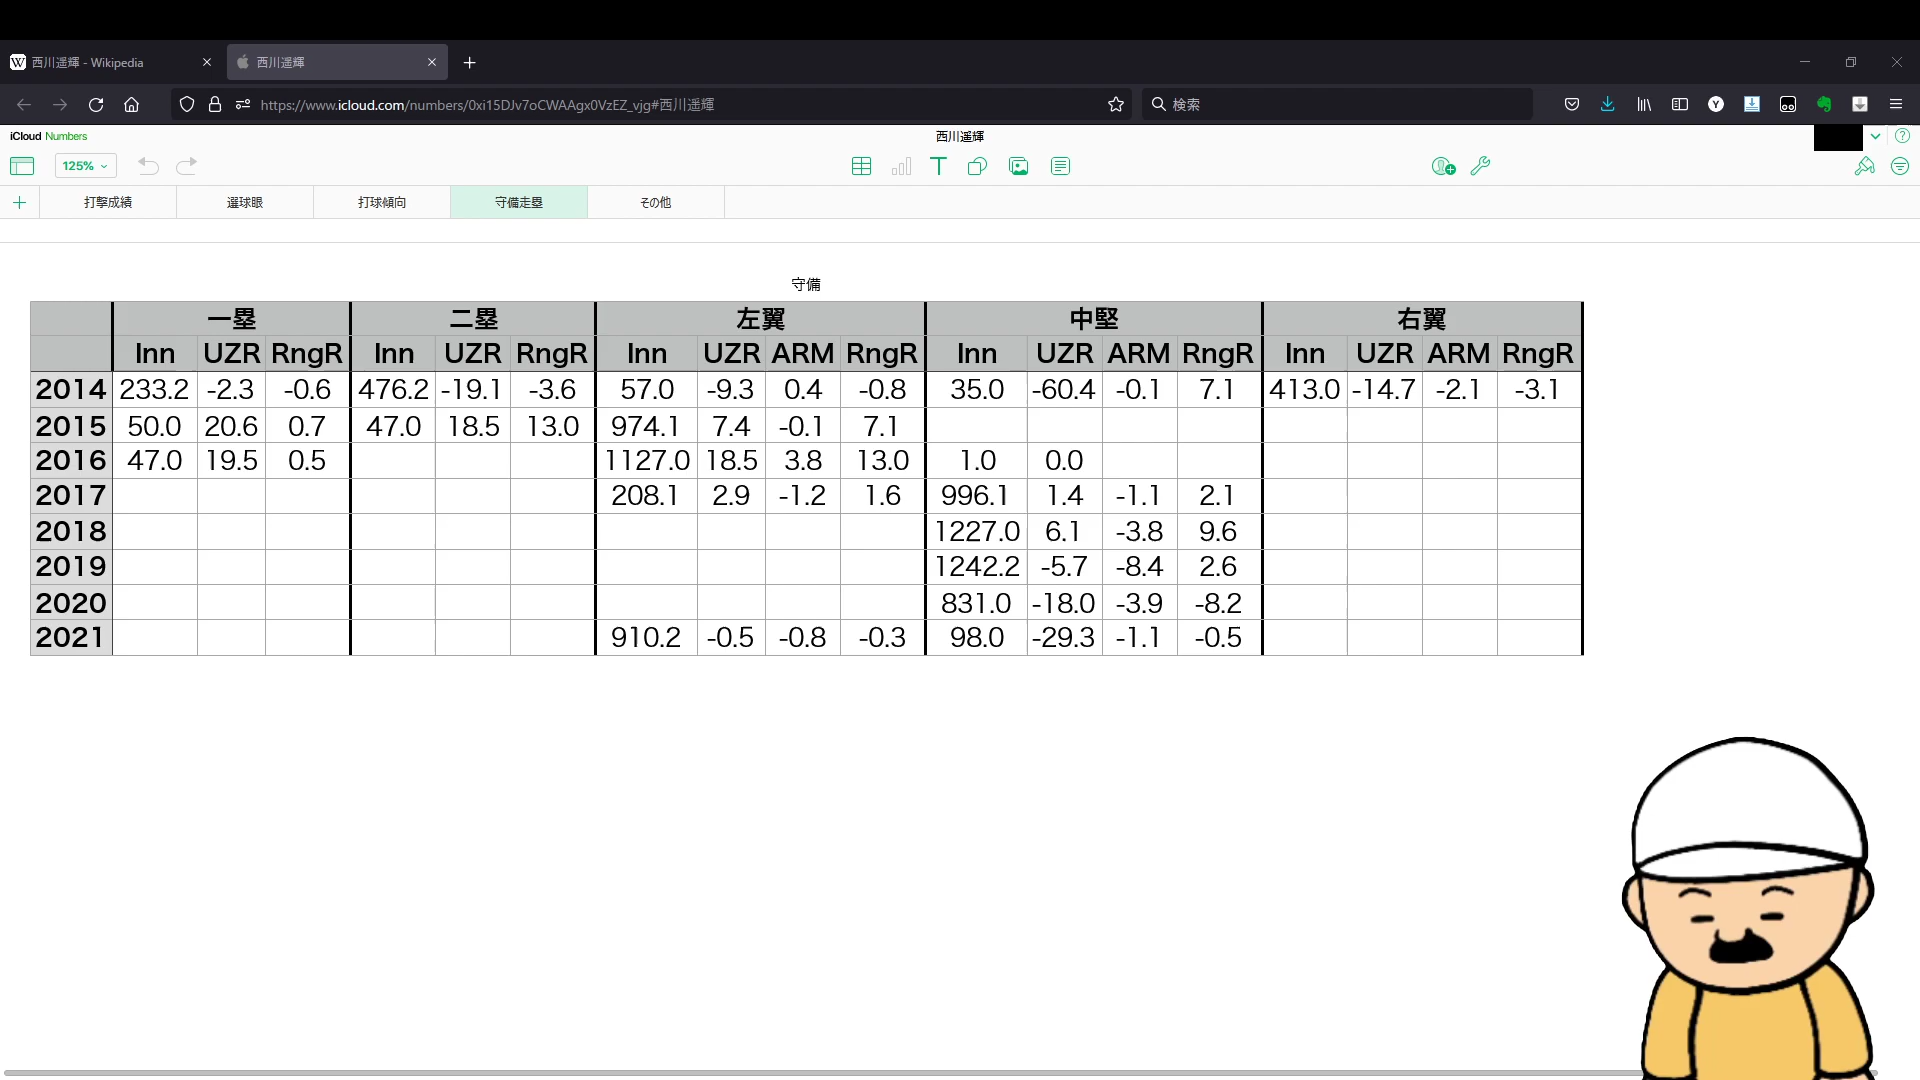 西川遥輝 - Wikipedia
西川遥輝
https://www.icloud.com/numbers/0xi15DJv7oCWAAgx0VzEZ_vjg#西川遥輝
検索
iCloud Numbers
西川遥輝
125%
打撃成績
選球眼
打球傾向
守備走塁
その他
守備
一塁 二塁 左翼 中堅 右翼
Inn UZR RngR Inn UZR RngR Inn UZR ARM RngR Inn UZR ARM RngR Inn UZR ARM RngR
2014 233.2 -2.3 -0.6 476.2 -19.1 -3.6 57.0 -9.3 0.4 -0.8 35.0 -60.4 -0.1 7.1 413.0 -14.7 -2.1 -3.1
2015 50.0 20.6 0.7 47.0 18.5 13.0 974.1 7.4 -0.1 7.1
2016 47.0 19.5 0.5 1127.0 18.5 3.8 13.0 1.0 0.0
2017 208.1 2.9 -1.2 1.6 996.1 1.4 -1.1 2.1
2018 1227.0 6.1 -3.8 9.6
2019 1242.2 -5.7 -8.4 2.6
2020 831.0 -18.0 -3.9 -8.2
2021 910.2 -0.5 -0.8 -0.3 98.0 -29.3 -1.1 -0.5